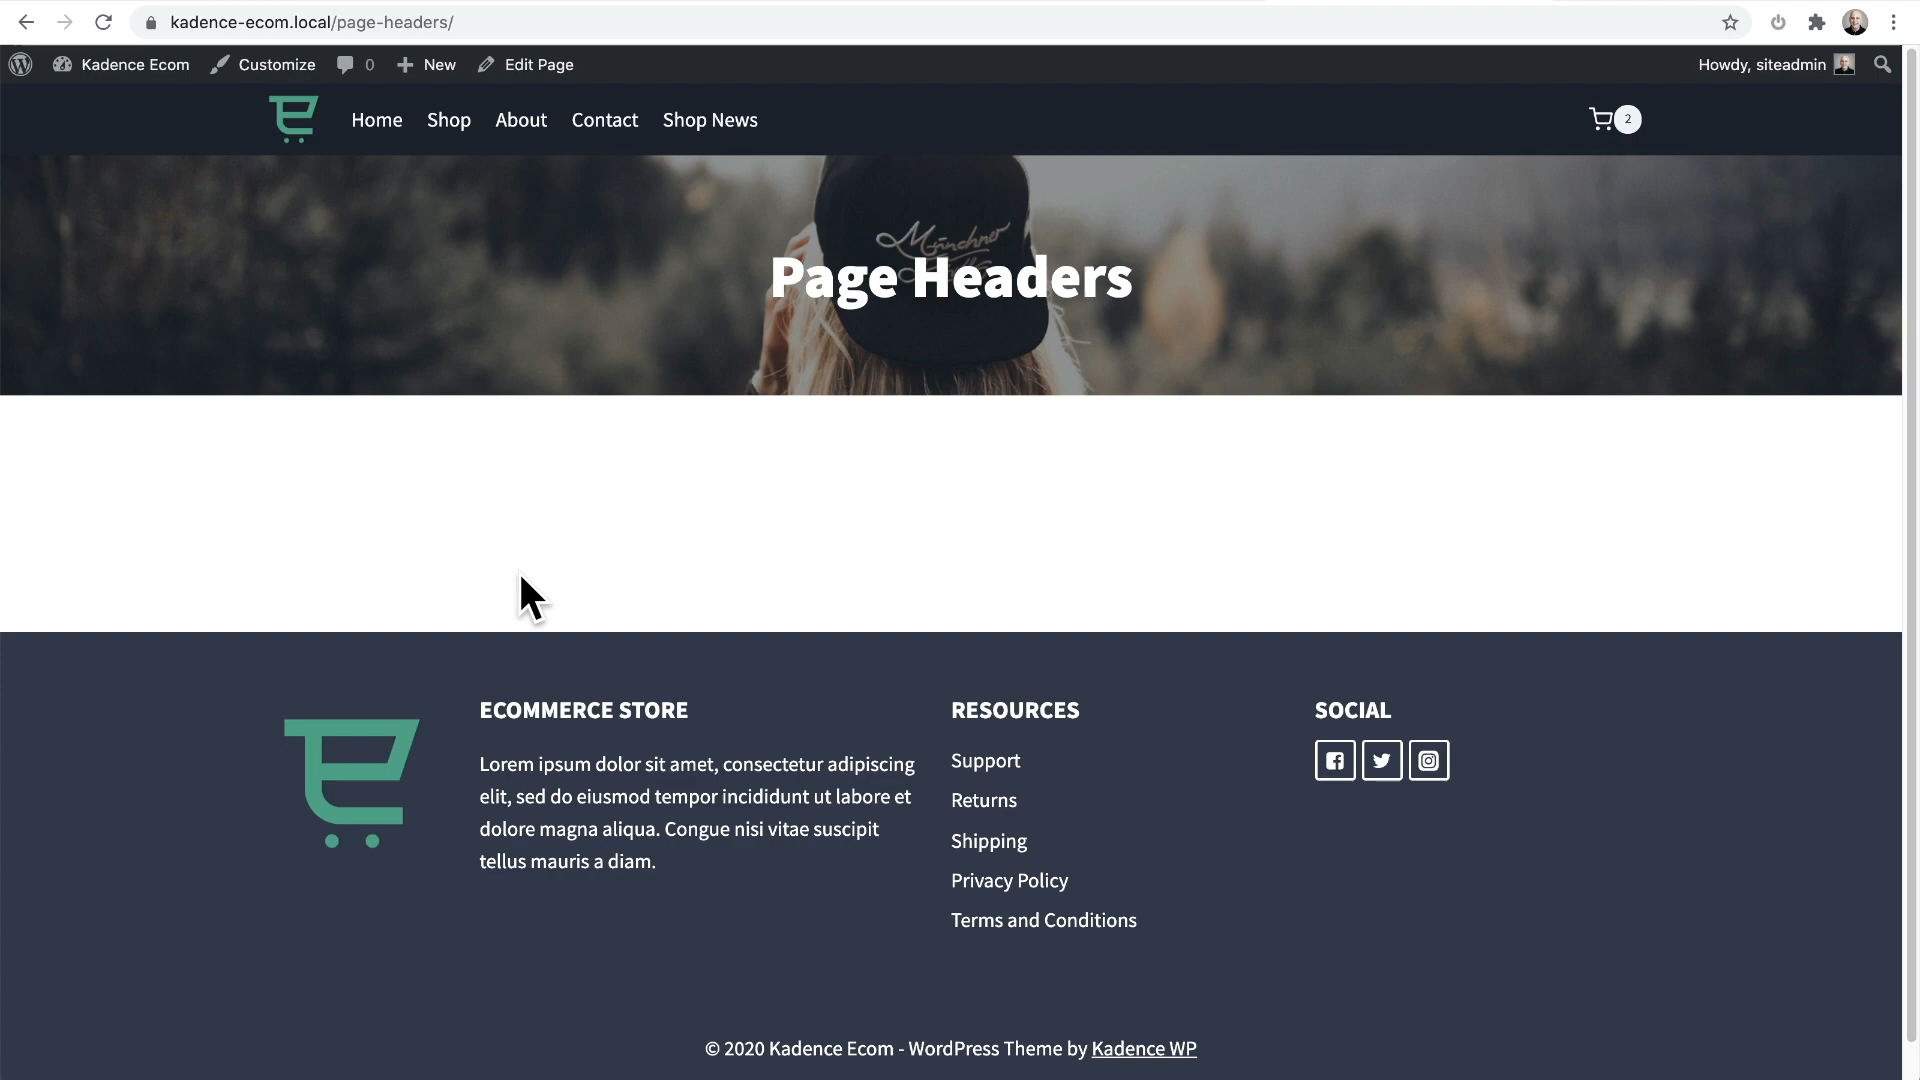 kadence-ecom.local/page-headers/
Kadence Ecom Customize 0 New Edit Page Howdy, siteadmin
Home Shop About Contact Shop News 2
Münchner
Page Headers
ECOMMERCE STORE
Lorem ipsum dolor sit amet, consectetur adipiscing
elit, sed do eiusmod tempor incididunt ut labore et
dolore magna aliqua. Congue nisi vitae suscipit
tellus mauris a diam.
RESOURCES
Support
Returns
Shipping
Privacy Policy
Terms and Conditions
SOCIAL
© 2020 Kadence Ecom - WordPress Theme by Kadence WP